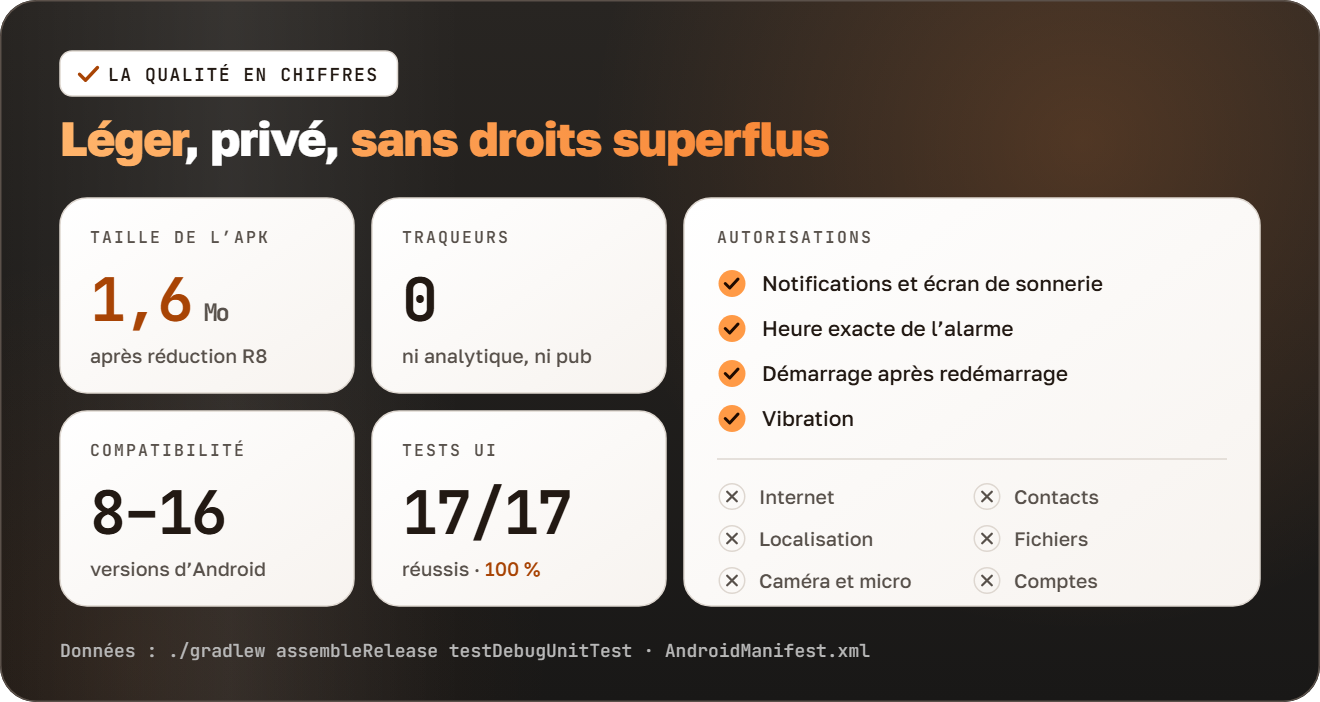 LA QUALITÉ EN CHIFFRES
Léger, privé, sans droits superflus
TAILLE DE L’APK
1,6 Mo
après réduction R8
TRAQUEURS
0
ni analytique, ni pub
COMPATIBILITÉ
8–16
versions d’Android
TESTS UI
17/17
réussis · 100 %
AUTORISATIONS
Notifications et écran de sonnerie
Heure exacte de l’alarme
Démarrage après redémarrage
Vibration
Internet
Contacts
Localisation
Fichiers
Caméra et micro
Comptes
Données : ./gradlew assembleRelease testDebugUnitTest · AndroidManifest.xml